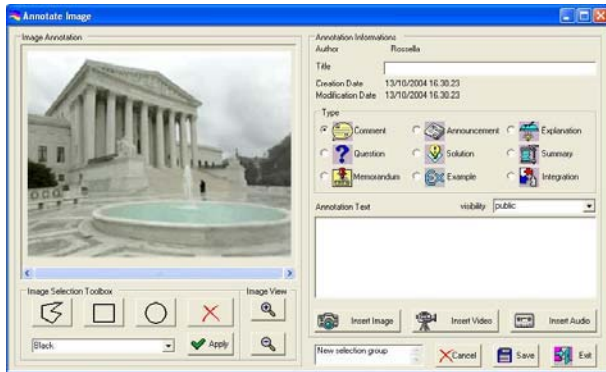 Annotate Image
Image Annotation
Annotation Informations
Author Rossella
Title
Creation Date 13/10/2004 16.30.23
Modification Date 13/10/2004 16.30.23
Type
Comment Announcement Explanation
Question Solution Summary
Memorandum Example Integration
Annotation Text visibility public
Image Selection Toolbox Image View
Insert Image Insert Video Insert Audio
Black Apply
New selection group Cancel Save Exit